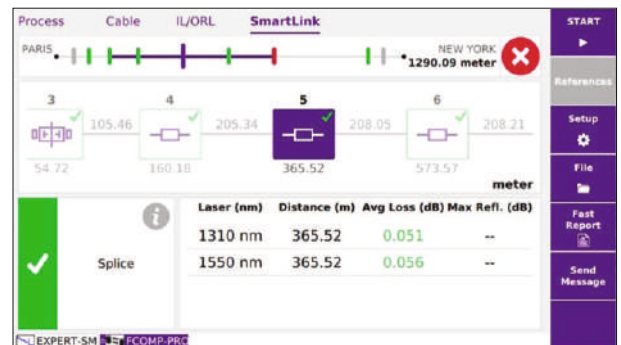 Process Cable IL/ORL SmartLink
PARIS NEW YORK
1290.09 meter
3 4 5 6
105.46 205.34 208.05 208.21
54.72 160.18 365.52 573.57
meter
Laser (nm) Distance (m) Avg Loss (dB) Max Refl. (dB)
1310 nm 365.52 0.051 --
Splice
1550 nm 365.52 0.056 --
EXPERT-SM FCOMP-PRO
START
References
Setup
File
Fast
Report
Send
Message